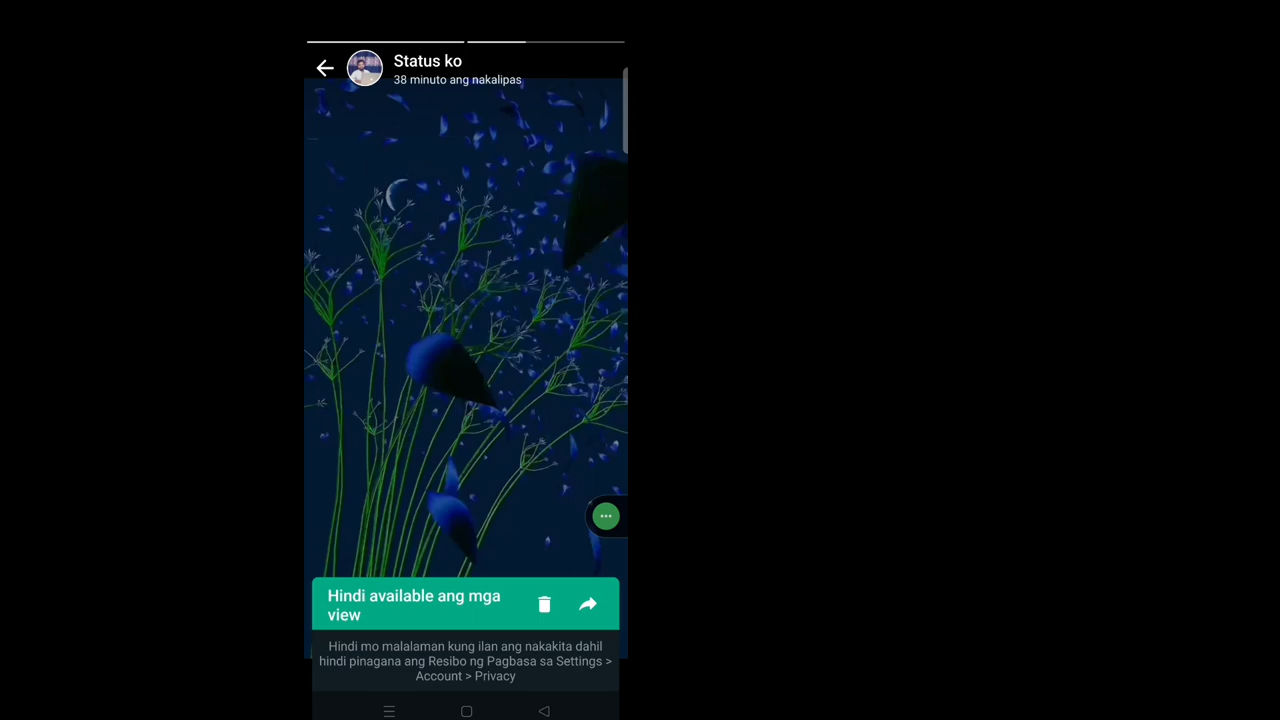 Status ko
38 minuto ang nakalipas
Hindi available ang mga
view
Hindi mo malalaman kung ilan ang nakakita dahil
hindi pinagana ang Resibo ng Pagbasa sa Settings >
Account > Privacy